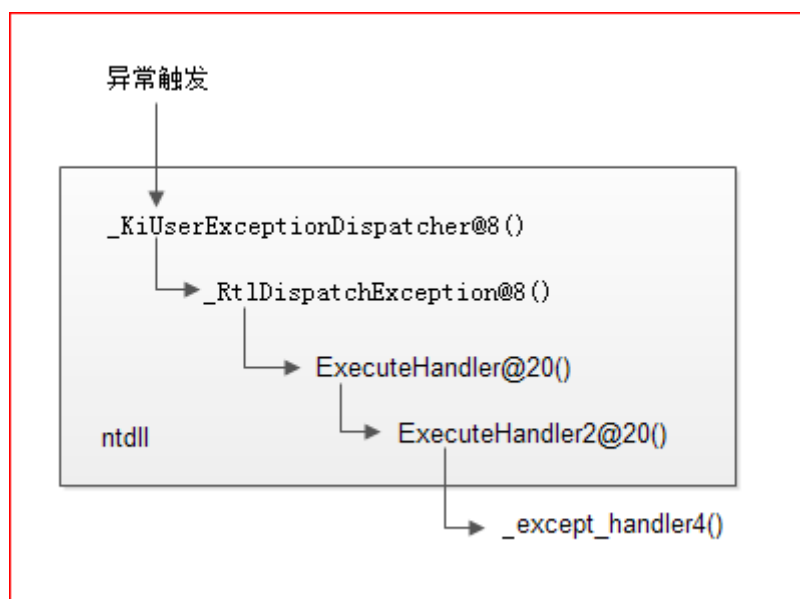 异常触发
_KiUserExceptionDispatcher@8()
_RtlDispatchException@8()
ExecuteHandler@20()
ExecuteHandler2@20()
ntdll
_except_handler4()